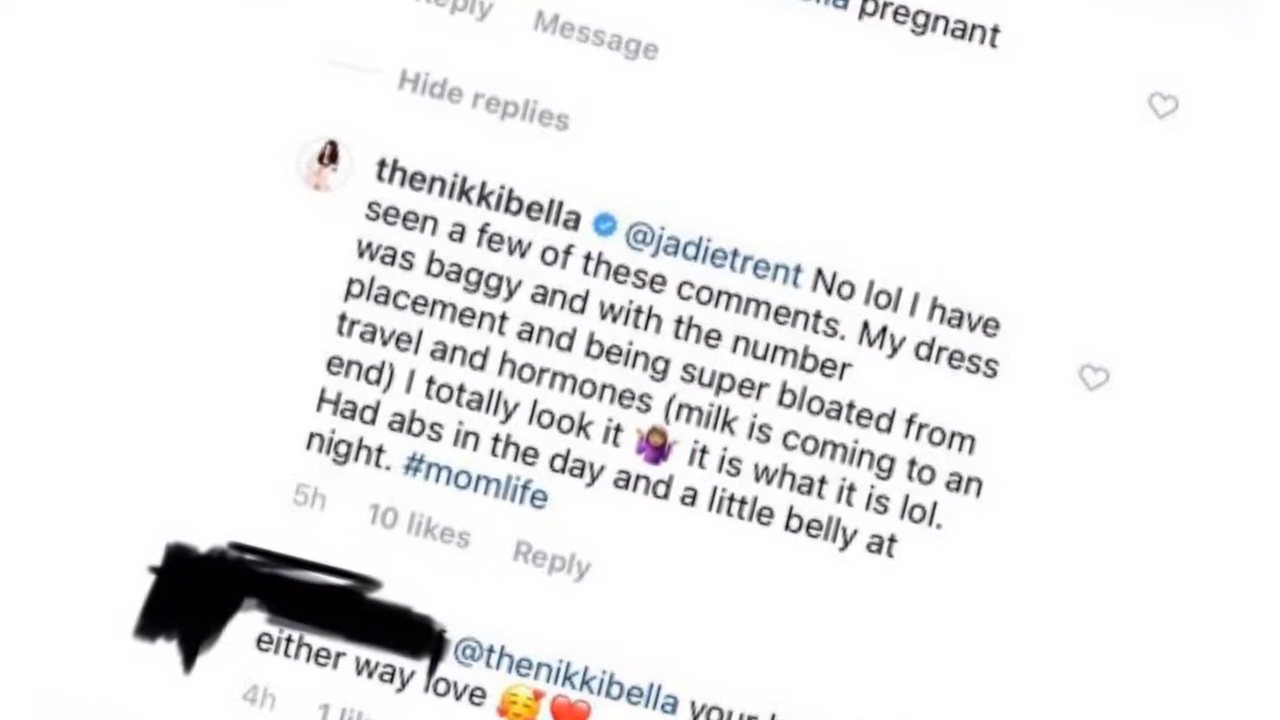 pregnant
Reply Message
Hide replies
thenikkibella @jadietrent No lol I have
seen a few of these comments. My dress
was baggy and with the number
placement and being super bloated from
travel and hormones (milk is coming to an
end) I totally look it 🤷🏽‍♀️ it is what it is lol.
Had abs in the day and a little belly at
night. #momlife
5h 10 likes Reply
@thenikkibella your
either way love 🥰❤️
4h 1